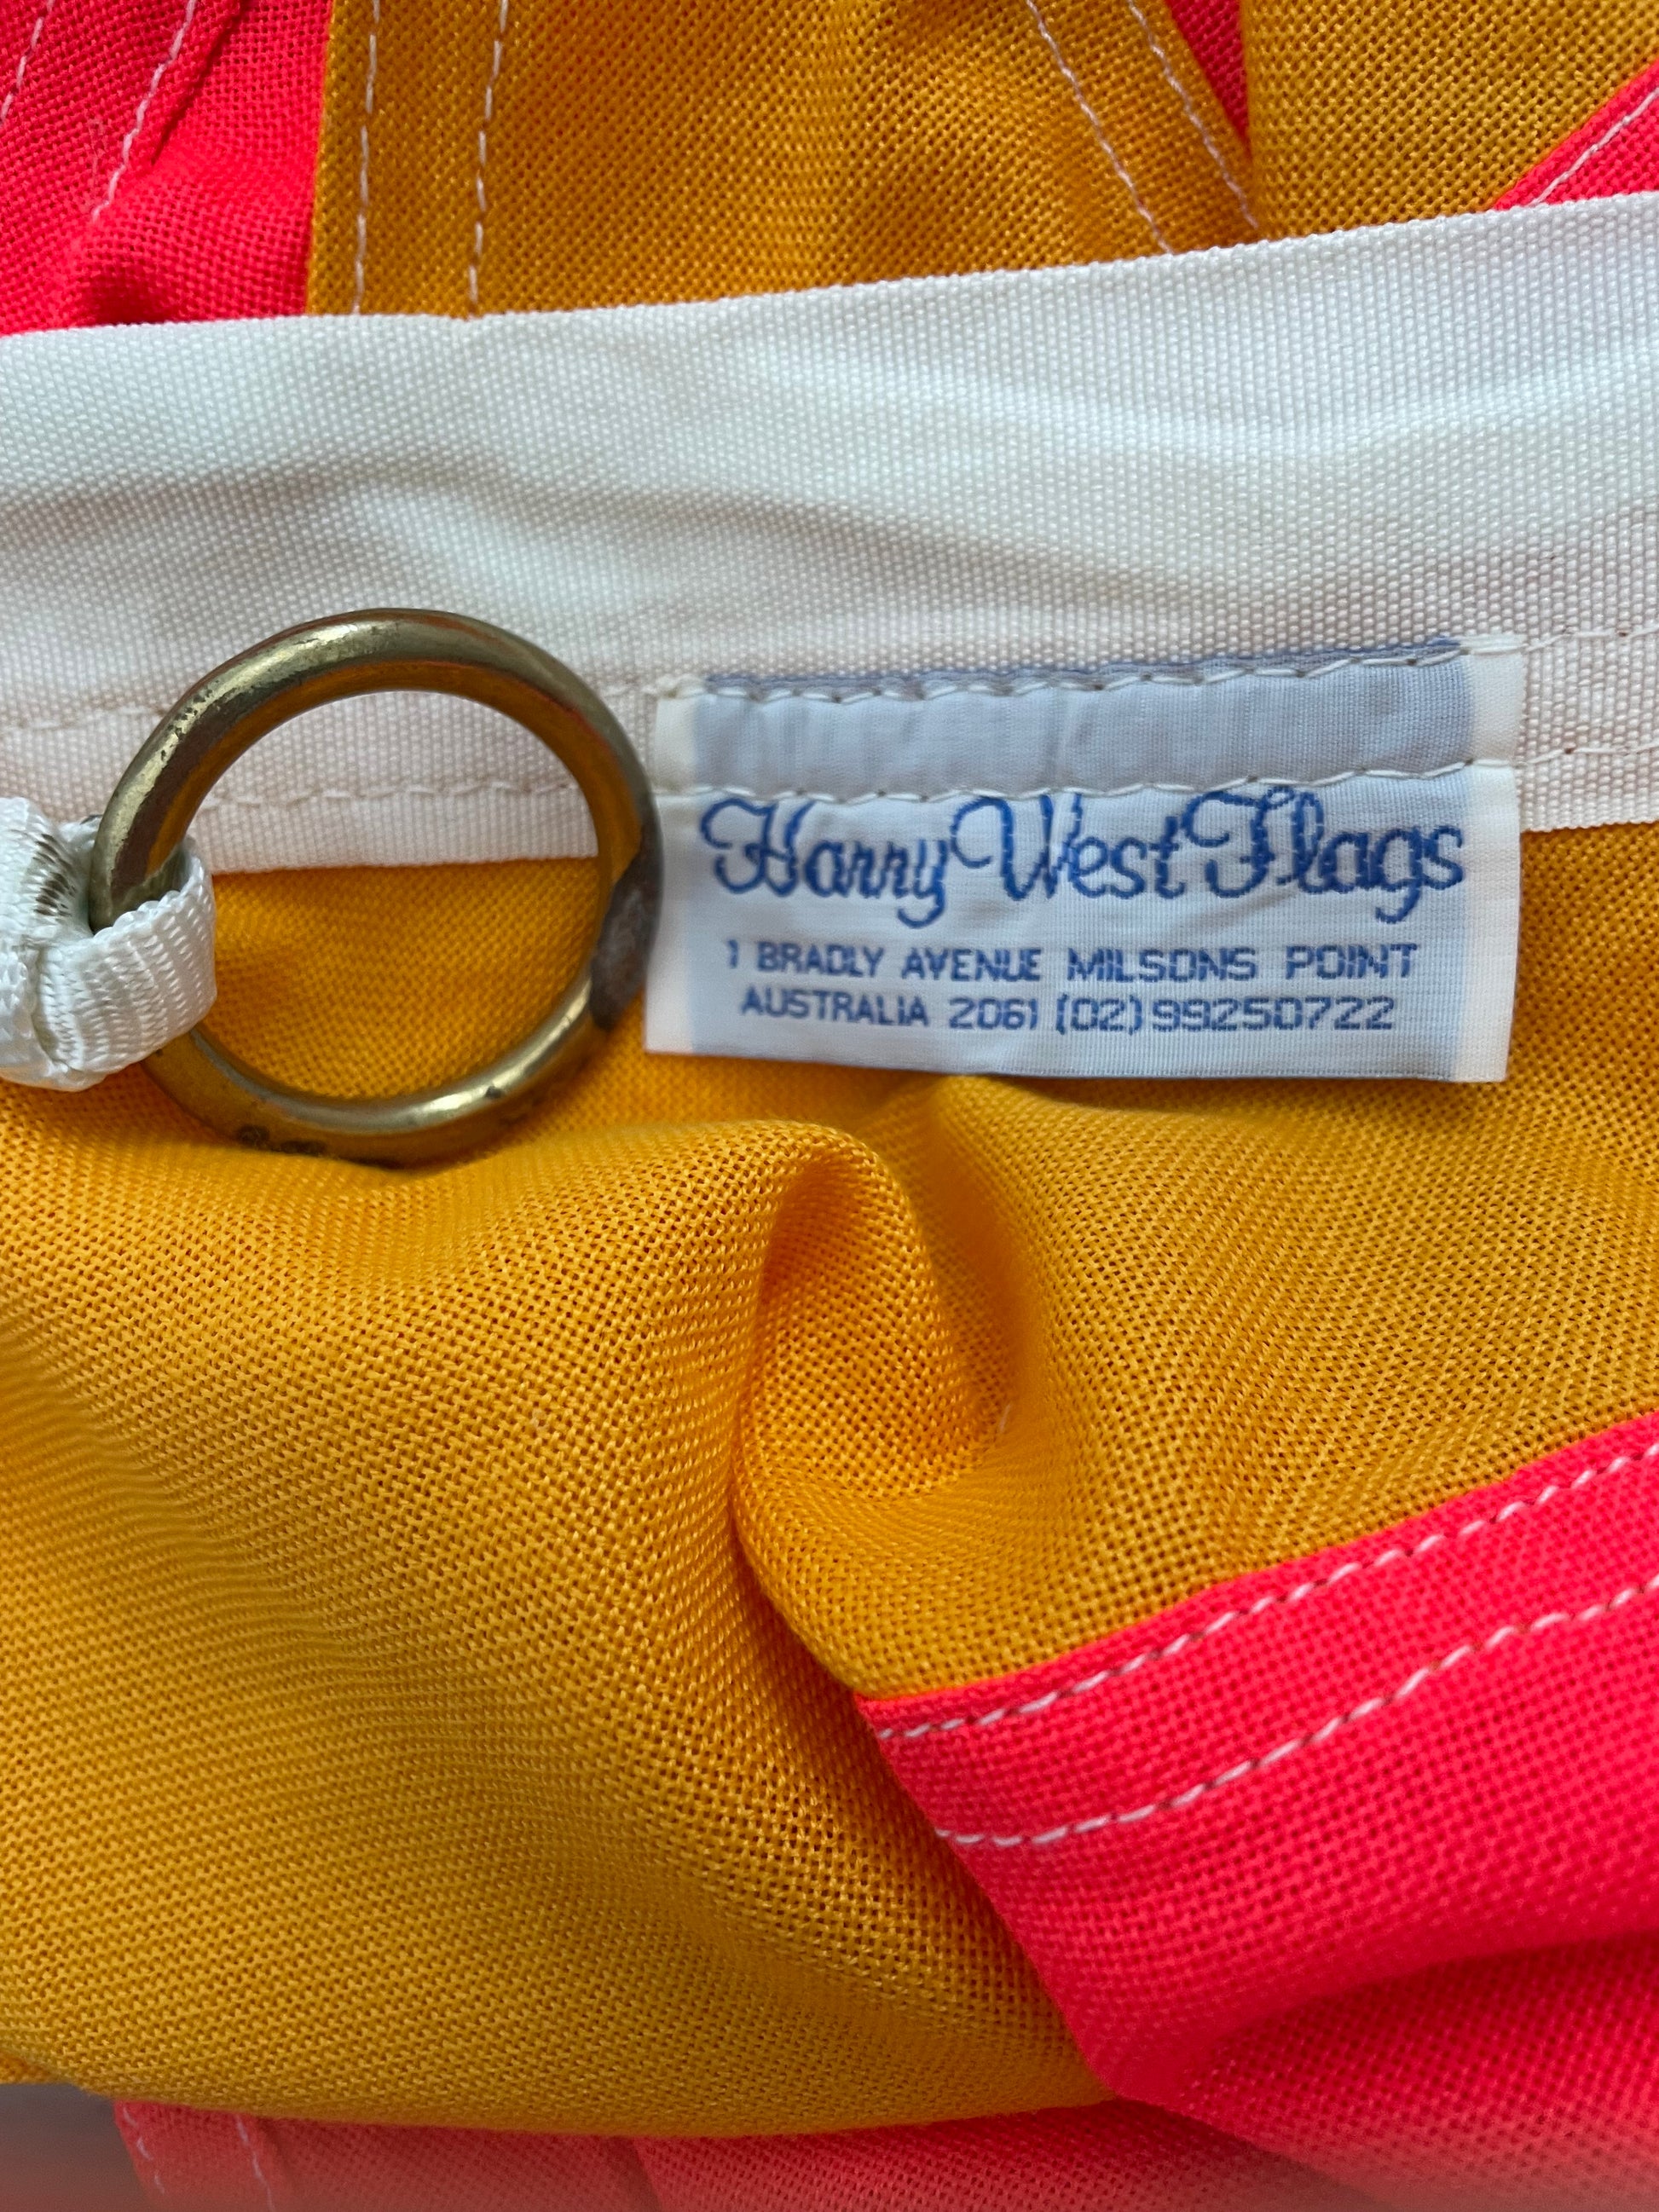 Harry West Flags
1 BRADLY AVENUE MILSONS POINT
AUSTRALIA 2061 (02)99250722